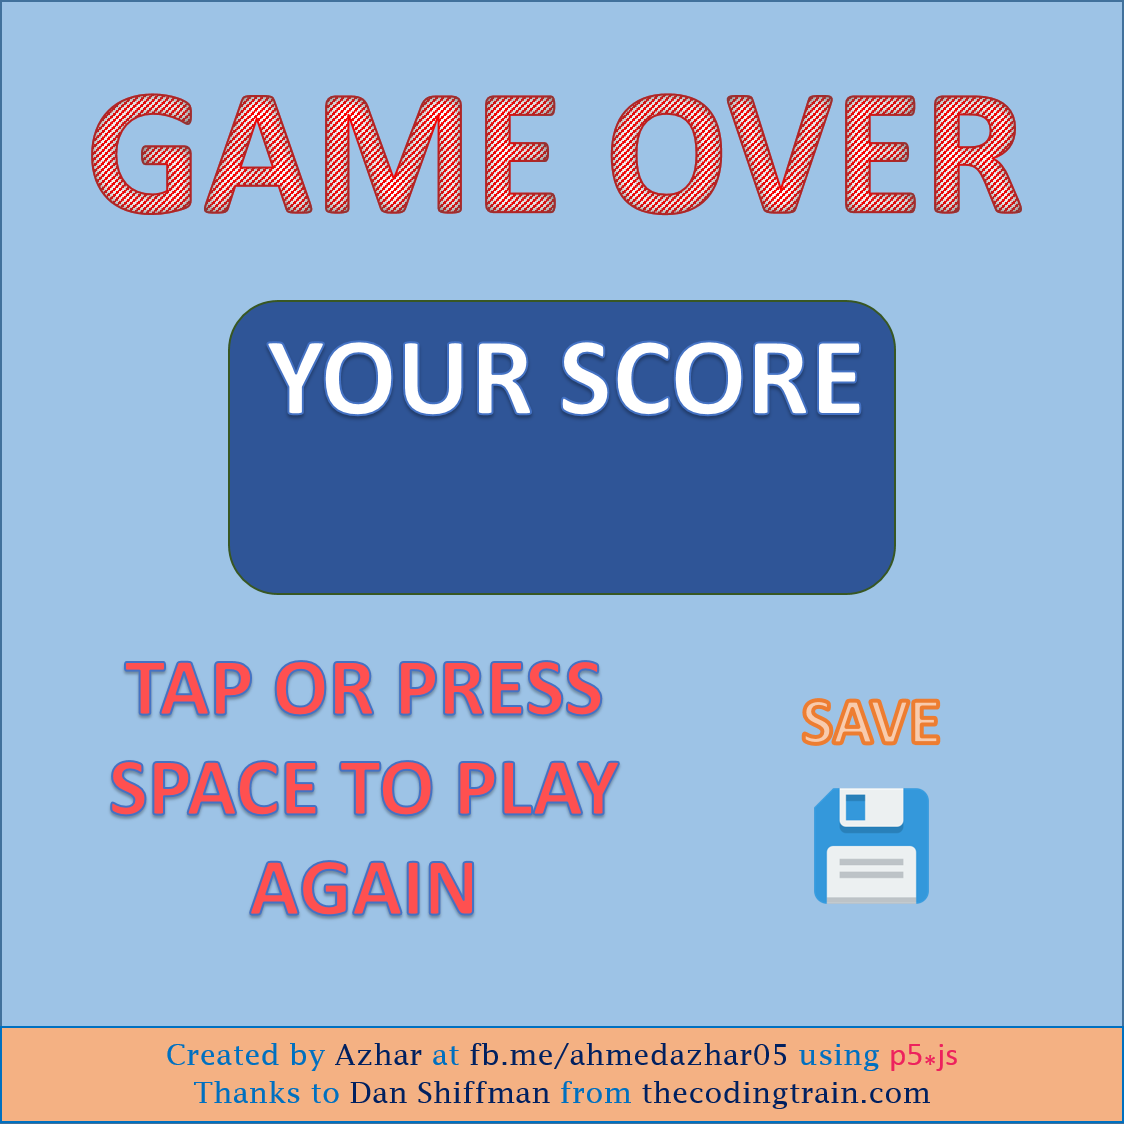 GAME OVER
YOUR SCORE
TAP OR PRESS
SPACE TO PLAY
AGAIN
SAVE
Created by Azhar at fb.me/ahmedazhar05 using p5*js
Thanks to Dan Shiffman from thecodingtrain.com